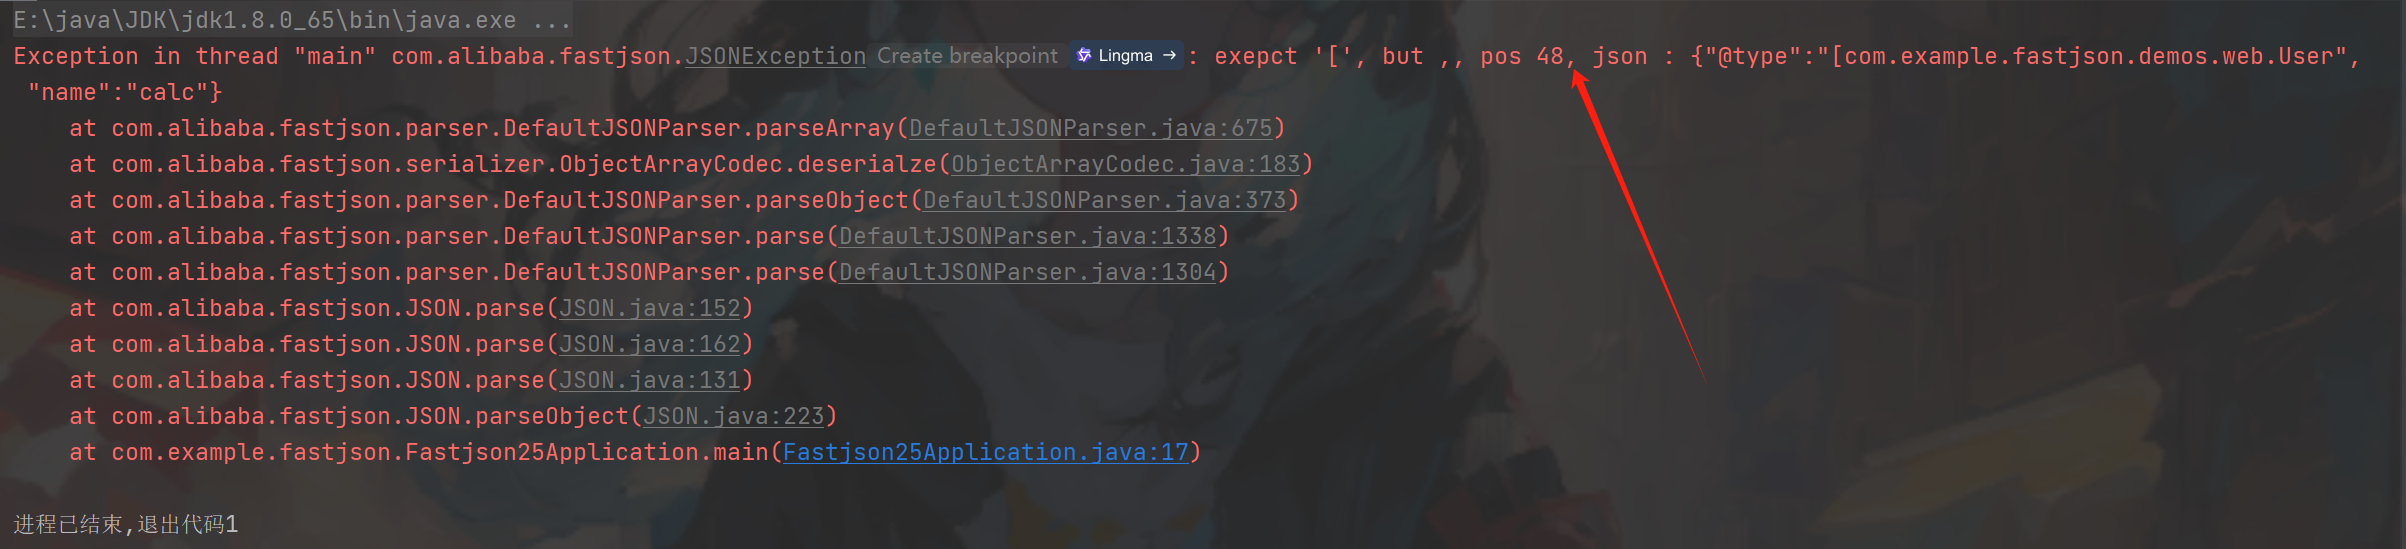 E:\java\JDK\jdk1.8.0_65\bin\java.exe ...
Exception in thread "main" com.alibaba.fastjson.JSONException Create breakpoint Lingma → : exepct '[', but ,, pos 48, json : {"@type":"[com.example.fastjson.demos.web.User",
"name":"calc"}
at com.alibaba.fastjson.parser.DefaultJSONParser.parseArray(DefaultJSONParser.java:675)
at com.alibaba.fastjson.serializer.ObjectArrayCodec.deserialze(ObjectArrayCodec.java:183)
at com.alibaba.fastjson.parser.DefaultJSONParser.parseObject(DefaultJSONParser.java:373)
at com.alibaba.fastjson.parser.DefaultJSONParser.parse(DefaultJSONParser.java:1338)
at com.alibaba.fastjson.parser.DefaultJSONParser.parse(DefaultJSONParser.java:1304)
at com.alibaba.fastjson.JSON.parse(JSON.java:152)
at com.alibaba.fastjson.JSON.parse(JSON.java:162)
at com.alibaba.fastjson.JSON.parse(JSON.java:131)
at com.alibaba.fastjson.JSON.parseObject(JSON.java:223)
at com.example.fastjson.Fastjson25Application.main(Fastjson25Application.java:17)
进程已结束,退出代码1